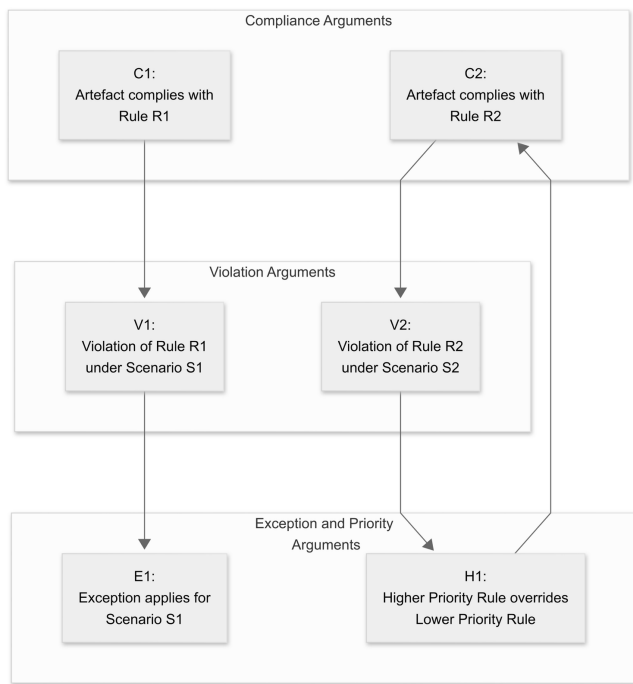 Compliance Arguments
C1:
Artefact complies with
Rule R1
C2:
Artefact complies with
Rule R2
Violation Arguments
V1:
Violation of Rule R1
under Scenario S1
V2:
Violation of Rule R2
under Scenario S2
Exception and Priority
Arguments
E1:
Exception applies for
Scenario S1
H1:
Higher Priority Rule overrides
Lower Priority Rule